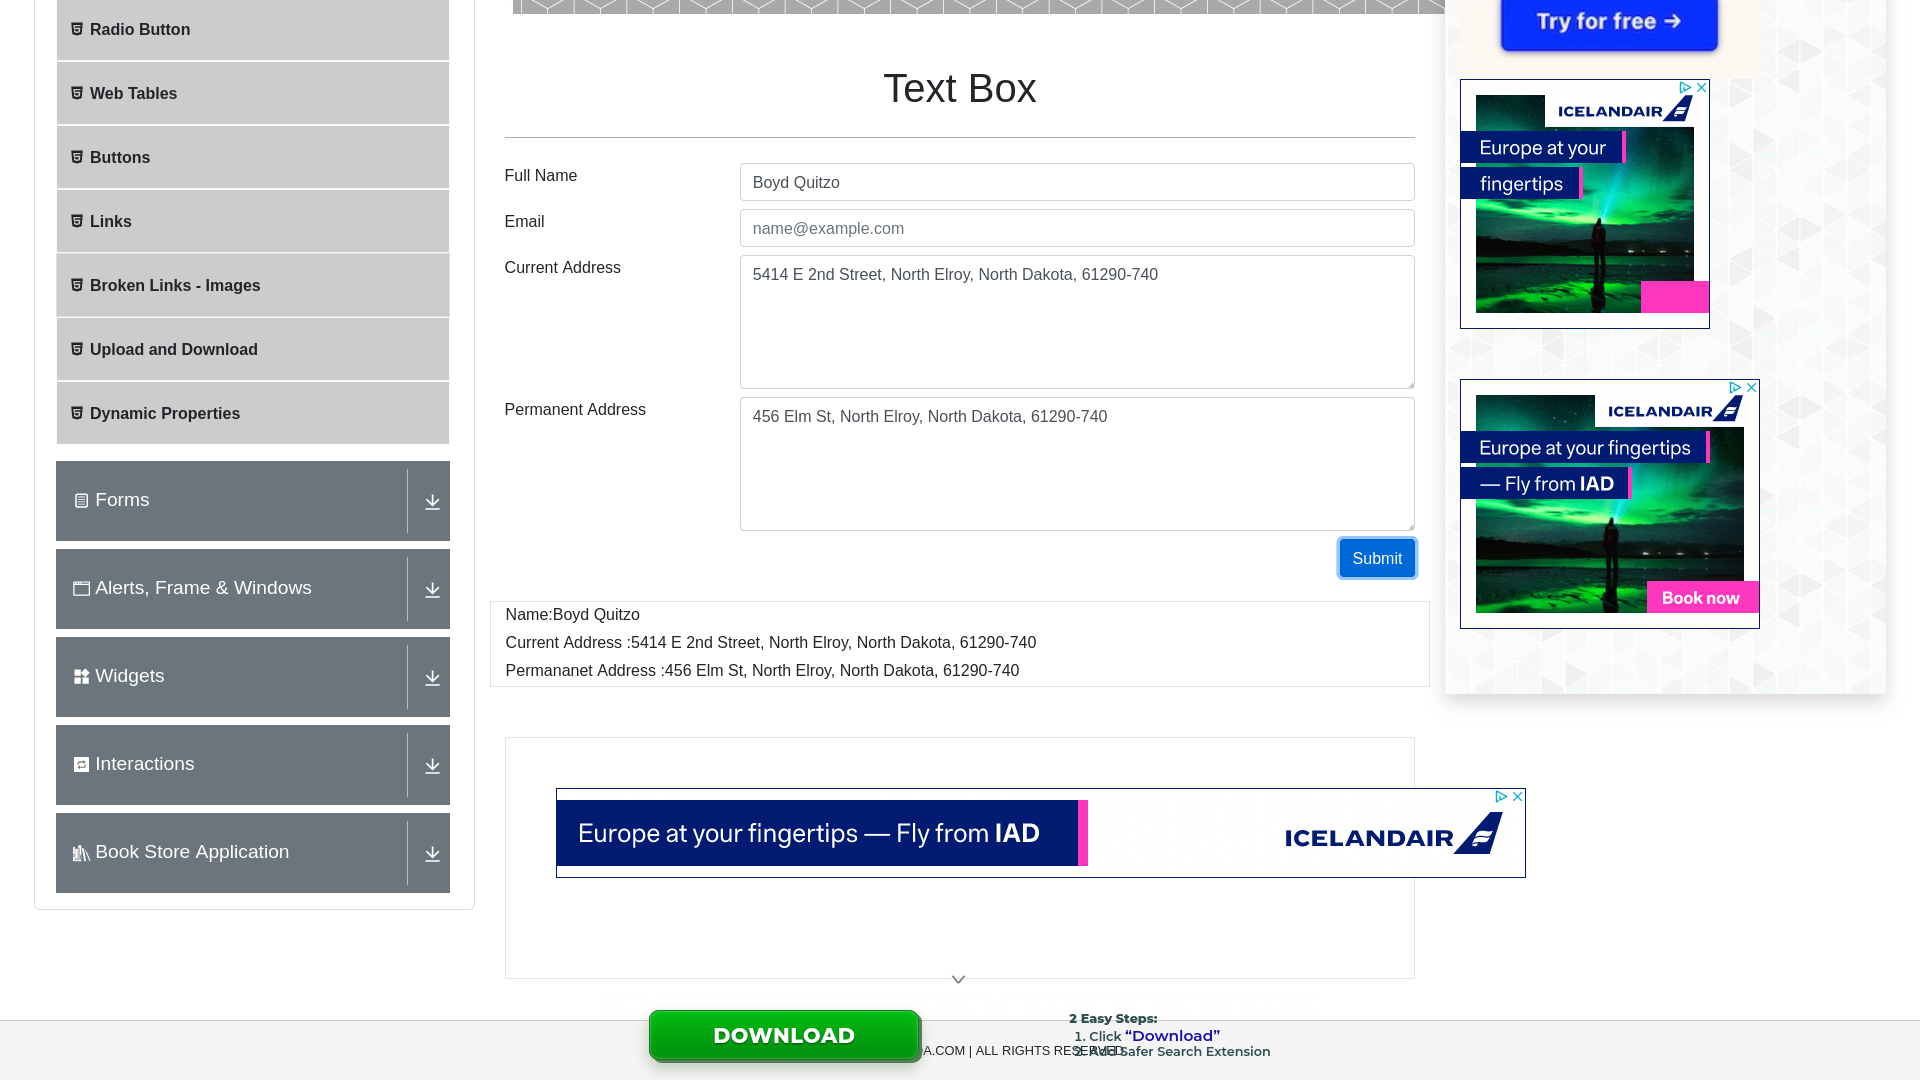 Radio Button
Web Tables
Buttons
Links
Broken Links - Images
Upload and Download
Dynamic Properties
Forms
Alerts, Frame & Windows
Widgets
Interactions
Book Store Application
Text Box
Full Name
Boyd Quitzo
Email
name@example.com
Current Address
5414 E 2nd Street, North Elroy, North Dakota, 61290-740
Permanent Address
456 Elm St, North Elroy, North Dakota, 61290-740
Submit
Name:Boyd Quitzo
Current Address :5414 E 2nd Street, North Elroy, North Dakota, 61290-740
Permananet Address :456 Elm St, North Elroy, North Dakota, 61290-740
Try for free →
ICELANDAIR
Europe at your
fingertips
ICELANDAIR
Europe at your fingertips
— Fly from IAD
Book now
Europe at your fingertips — Fly from IAD
ICELANDAIR
DOWNLOAD
2 Easy Steps:
1. Click “Download”
2. Add Safer Search Extension
.COM | ALL RIGHTS RESERVED.